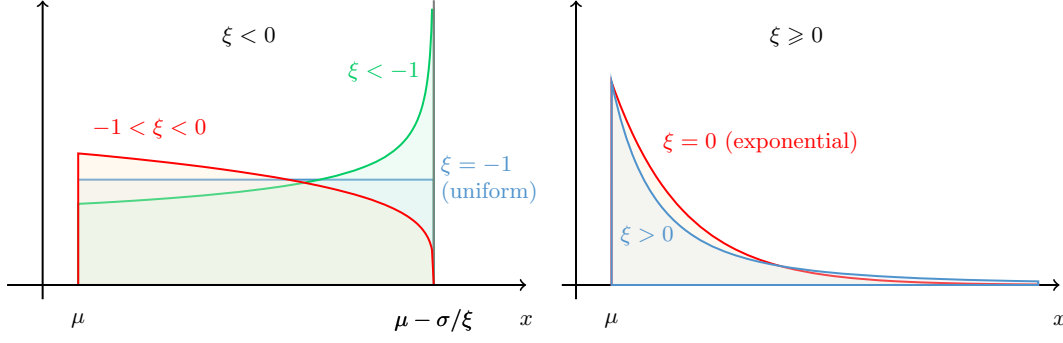 ξ < 0
ξ < −1
−1 < ξ < 0
ξ = −1
(uniform)
μ
μ − σ/ξ
x
ξ ⩾ 0
ξ = 0 (exponential)
ξ > 0
μ
x